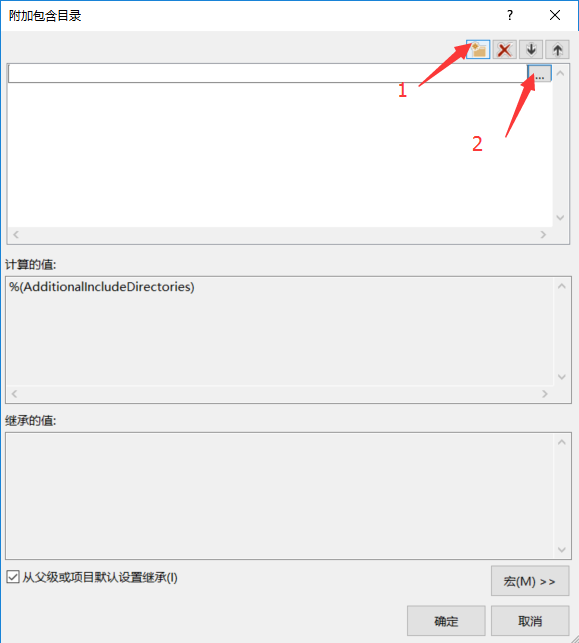 附加包含目录
?
1
...
2
计算的值:
%(AdditionalIncludeDirectories)
继承的值:
从父级或项目默认设置继承(I)
宏(M) >>
确定
取消